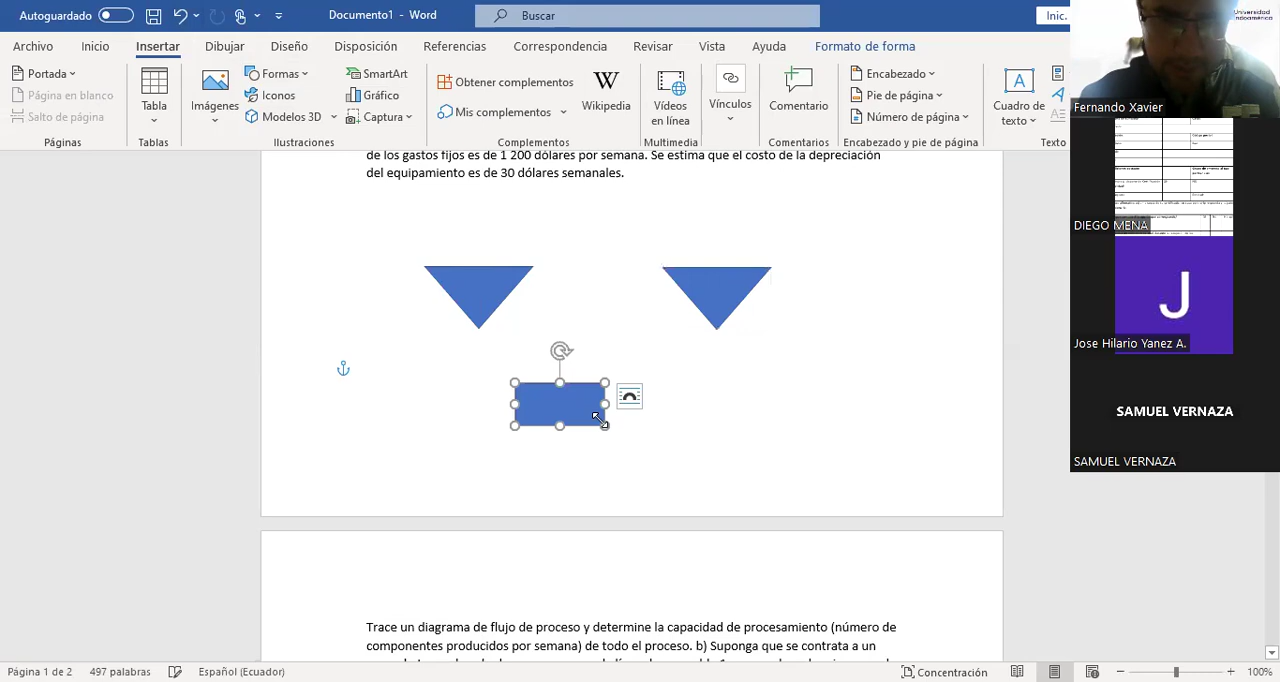 Autoguardado
Documento1 - Word
Buscar
Inic.
Universidad
Indoamérica
Archivo
Inicio
Insertar
Dibujar
Diseño
Disposición
Referencias
Correspondencia
Revisar
Vista
Ayuda
Formato de forma
Portada
Página en blanco
Salto de página
Páginas
Tabla
Tablas
Imágenes
Formas
Iconos
Modelos 3D
SmartArt
Gráfico
Captura
Ilustraciones
Obtener complementos
Mis complementos
Complementos
W
Wikipedia
Vídeos
en línea
Multimedia
Vínculos
Comentario
Comentarios
Encabezado
Pie de página
Número de página
Encabezado y pie de página
A
Cuadro de
texto
Texto
Fernando Xavier
DIEGO MENA
J
Jose Hilario Yanez A.
SAMUEL VERNAZA
SAMUEL VERNAZA
de los gastos fijos es de 1 200 dólares por semana. Se estima que el costo de la depreciación
del equipamiento es de 30 dólares semanales.
Trace un diagrama de flujo de proceso y determine la capacidad de procesamiento (número de
componentes producidos por semana) de todo el proceso. b) Suponga que se contrata a un
Página 1 de 2
497 palabras
Español (Ecuador)
Concentración
100%